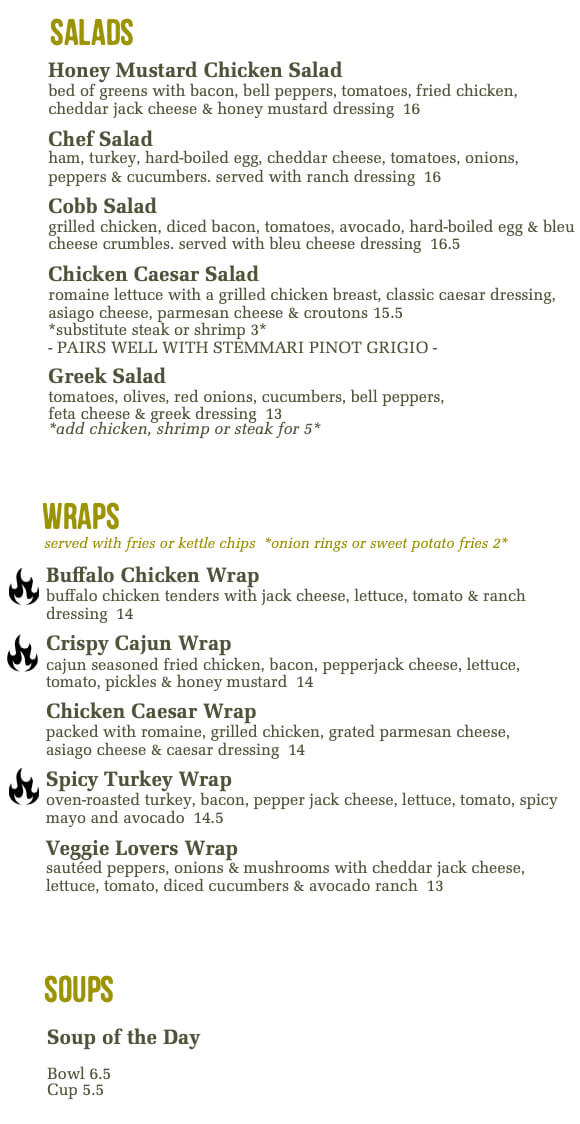 SALADS
Honey Mustard Chicken Salad
bed of greens with bacon, bell peppers, tomatoes, fried chicken,
cheddar jack cheese & honey mustard dressing 16
Chef Salad
ham, turkey, hard-boiled egg, cheddar cheese, tomatoes, onions,
peppers & cucumbers. served with ranch dressing 16
Cobb Salad
grilled chicken, diced bacon, tomatoes, avocado, hard-boiled egg & bleu
cheese crumbles. served with bleu cheese dressing 16.5
Chicken Caesar Salad
romaine lettuce with a grilled chicken breast, classic caesar dressing,
asiago cheese, parmesan cheese & croutons 15.5
*substitute steak or shrimp 3*
- PAIRS WELL WITH STEMMARI PINOT GRIGIO -
Greek Salad
tomatoes, olives, red onions, cucumbers, bell peppers,
feta cheese & greek dressing 13
*add chicken, shrimp or steak for 5*
WRAPS
served with fries or kettle chips *onion rings or sweet potato fries 2*
Buffalo Chicken Wrap
buffalo chicken tenders with jack cheese, lettuce, tomato & ranch
dressing 14
Crispy Cajun Wrap
cajun seasoned fried chicken, bacon, pepperjack cheese, lettuce,
tomato, pickles & honey mustard 14
Chicken Caesar Wrap
packed with romaine, grilled chicken, grated parmesan cheese,
asiago cheese & caesar dressing 14
Spicy Turkey Wrap
oven-roasted turkey, bacon, pepper jack cheese, lettuce, tomato, spicy
mayo and avocado 14.5
Veggie Lovers Wrap
sautéed peppers, onions & mushrooms with cheddar jack cheese,
lettuce, tomato, diced cucumbers & avocado ranch 13
SOUPS
Soup of the Day
Bowl 6.5
Cup 5.5